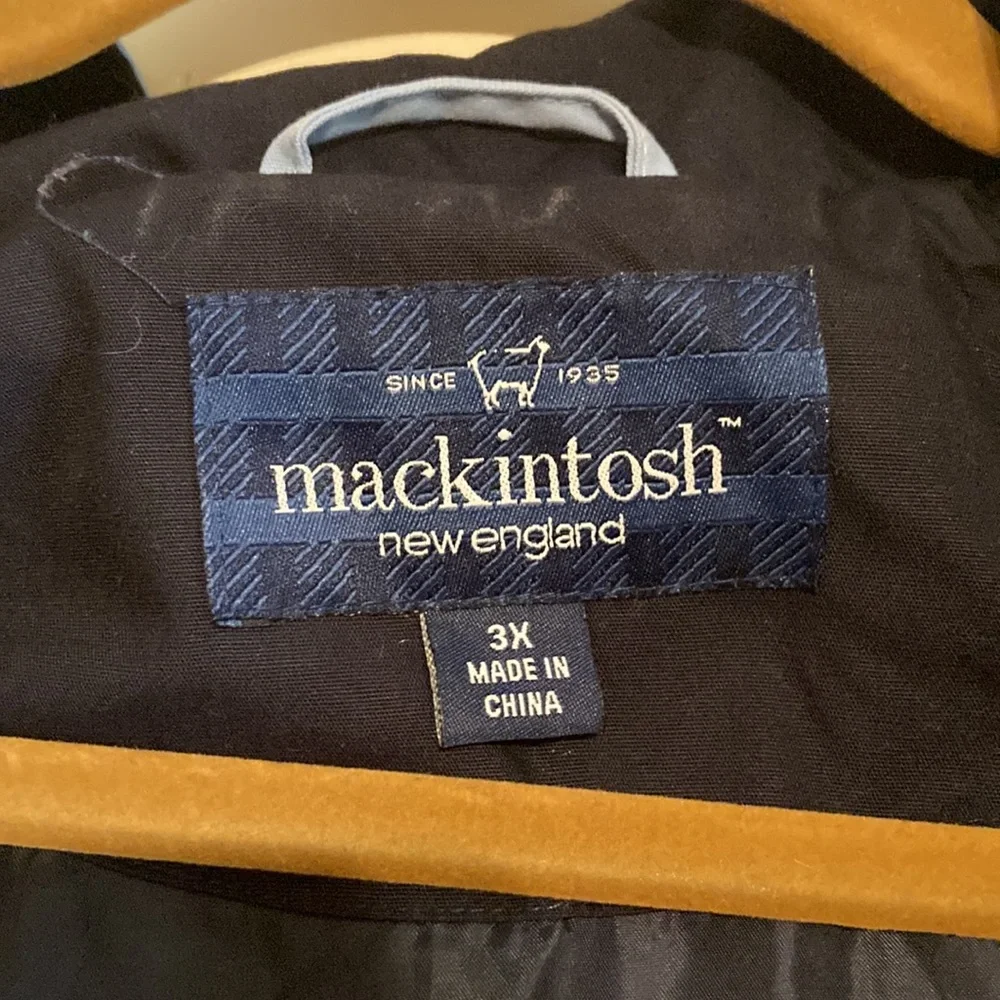 SINCE 1935
mackintosh™
new england
3X
MADE IN
CHINA